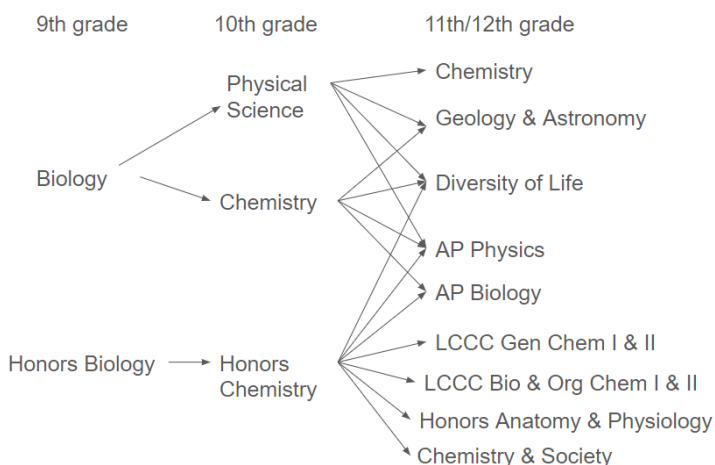 9th grade
10th grade
11th/12th grade
Biology
Honors Biology
Physical
Science
Chemistry
Honors
Chemistry
Chemistry
Geology & Astronomy
Diversity of Life
AP Physics
AP Biology
LCCC Gen Chem I & II
LCCC Bio & Org Chem I & II
Honors Anatomy & Physiology
Chemistry & Society